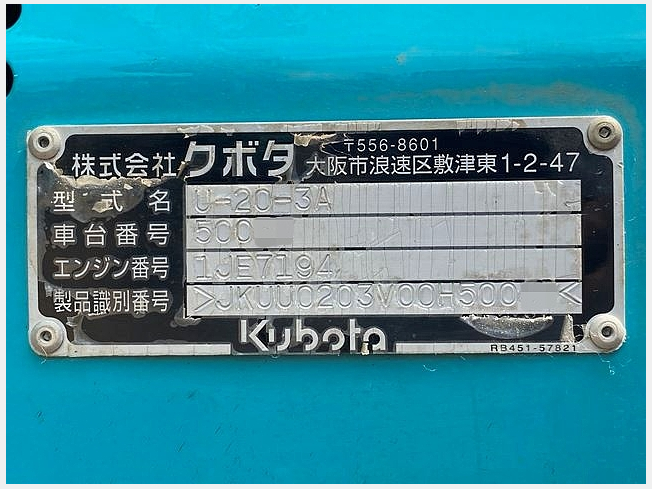 株式会社 クボタ 〒556-8601
大阪市浪速区敷津東1-2-47
型式名 U-20-3A
車台番号 500
エンジン番号 1JE7194
製品識別番号 >JKUU0203V00H500 <
Kubota
RB451-57821